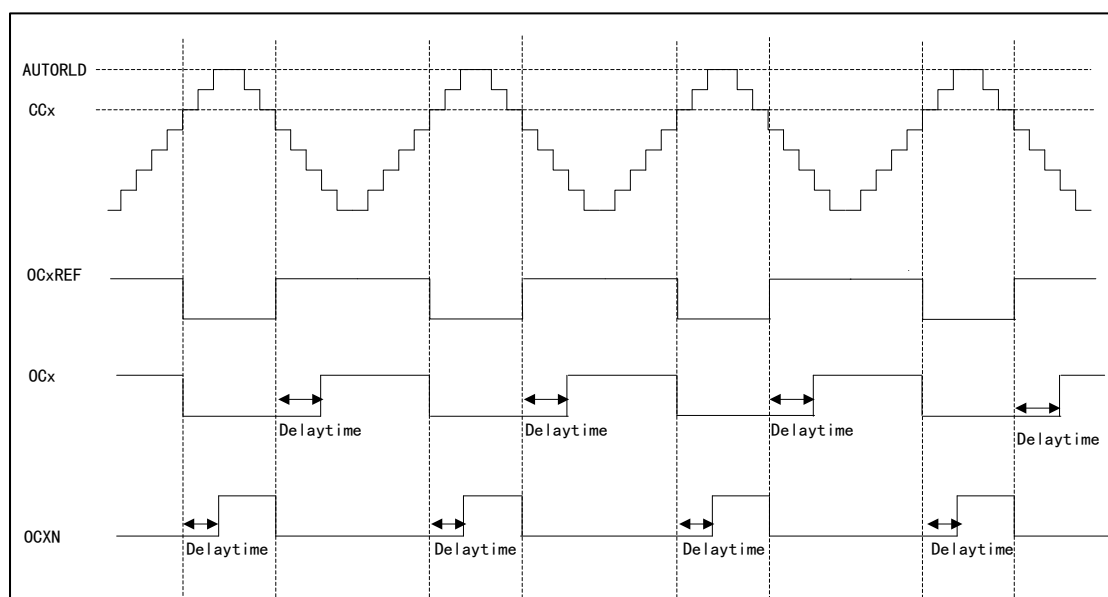 AUTORLD
CCx
OCxREF
OCx
Delaytime
Delaytime
Delaytime
Delaytime
OCXN
Delaytime
Delaytime
Delaytime
Delaytime